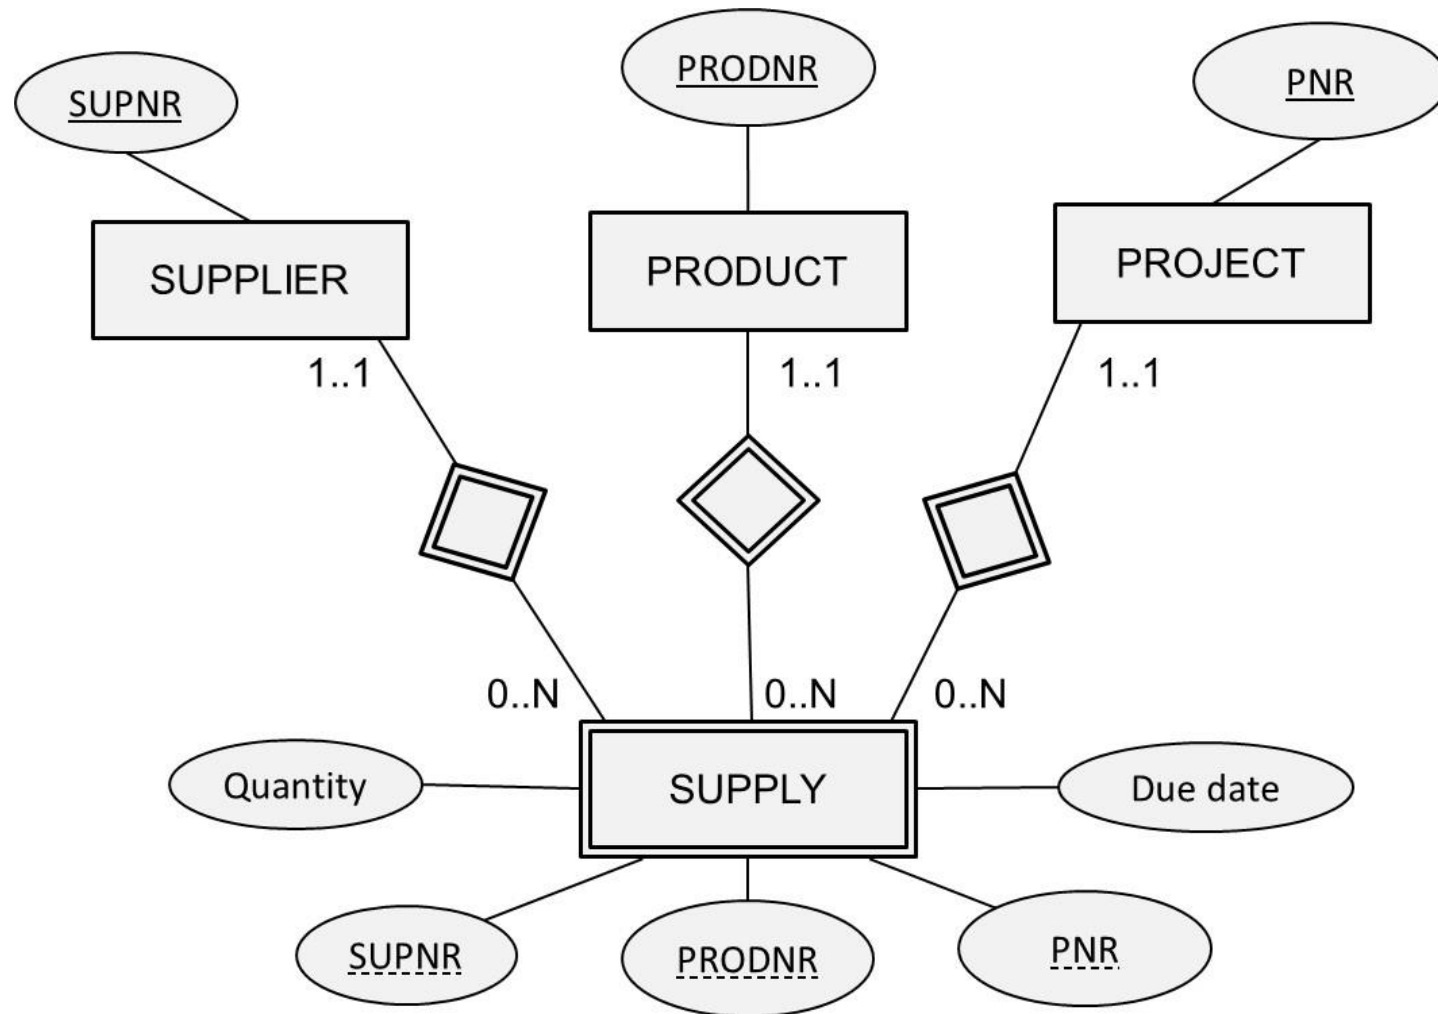 SUPNR
PRODNR
PNR
SUPPLIER
PRODUCT
PROJECT
1..1
1..1
1..1
0..N
0..N
0..N
Quantity
SUPPLY
Due date
SUPNR
PRODNR
PNR